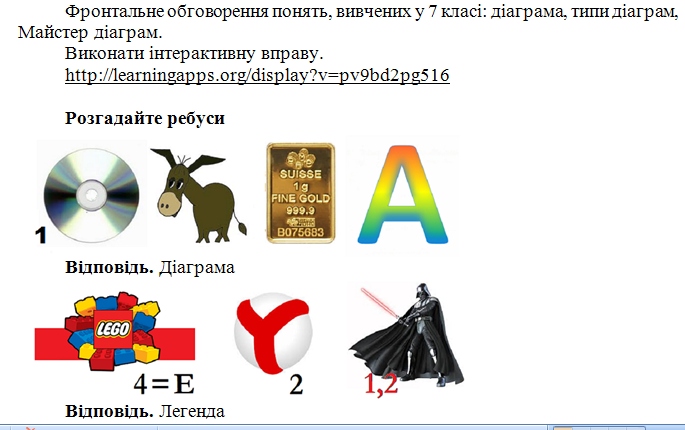 Фронтальне обговорення понять, вивчених у 7 класі: діаграма, типи діаграм,
Майстер діаграм.
Виконати інтерактивну вправу.
http://learningapps.org/display?v=pv9bd2pg516
Розгадайте ребуси
SUISSE
1g
FINE GOLD
999.9
B075683
1
А
Відповідь. Діаграма
LEGO
4=Е
2
1,2
Відповідь. Легенда